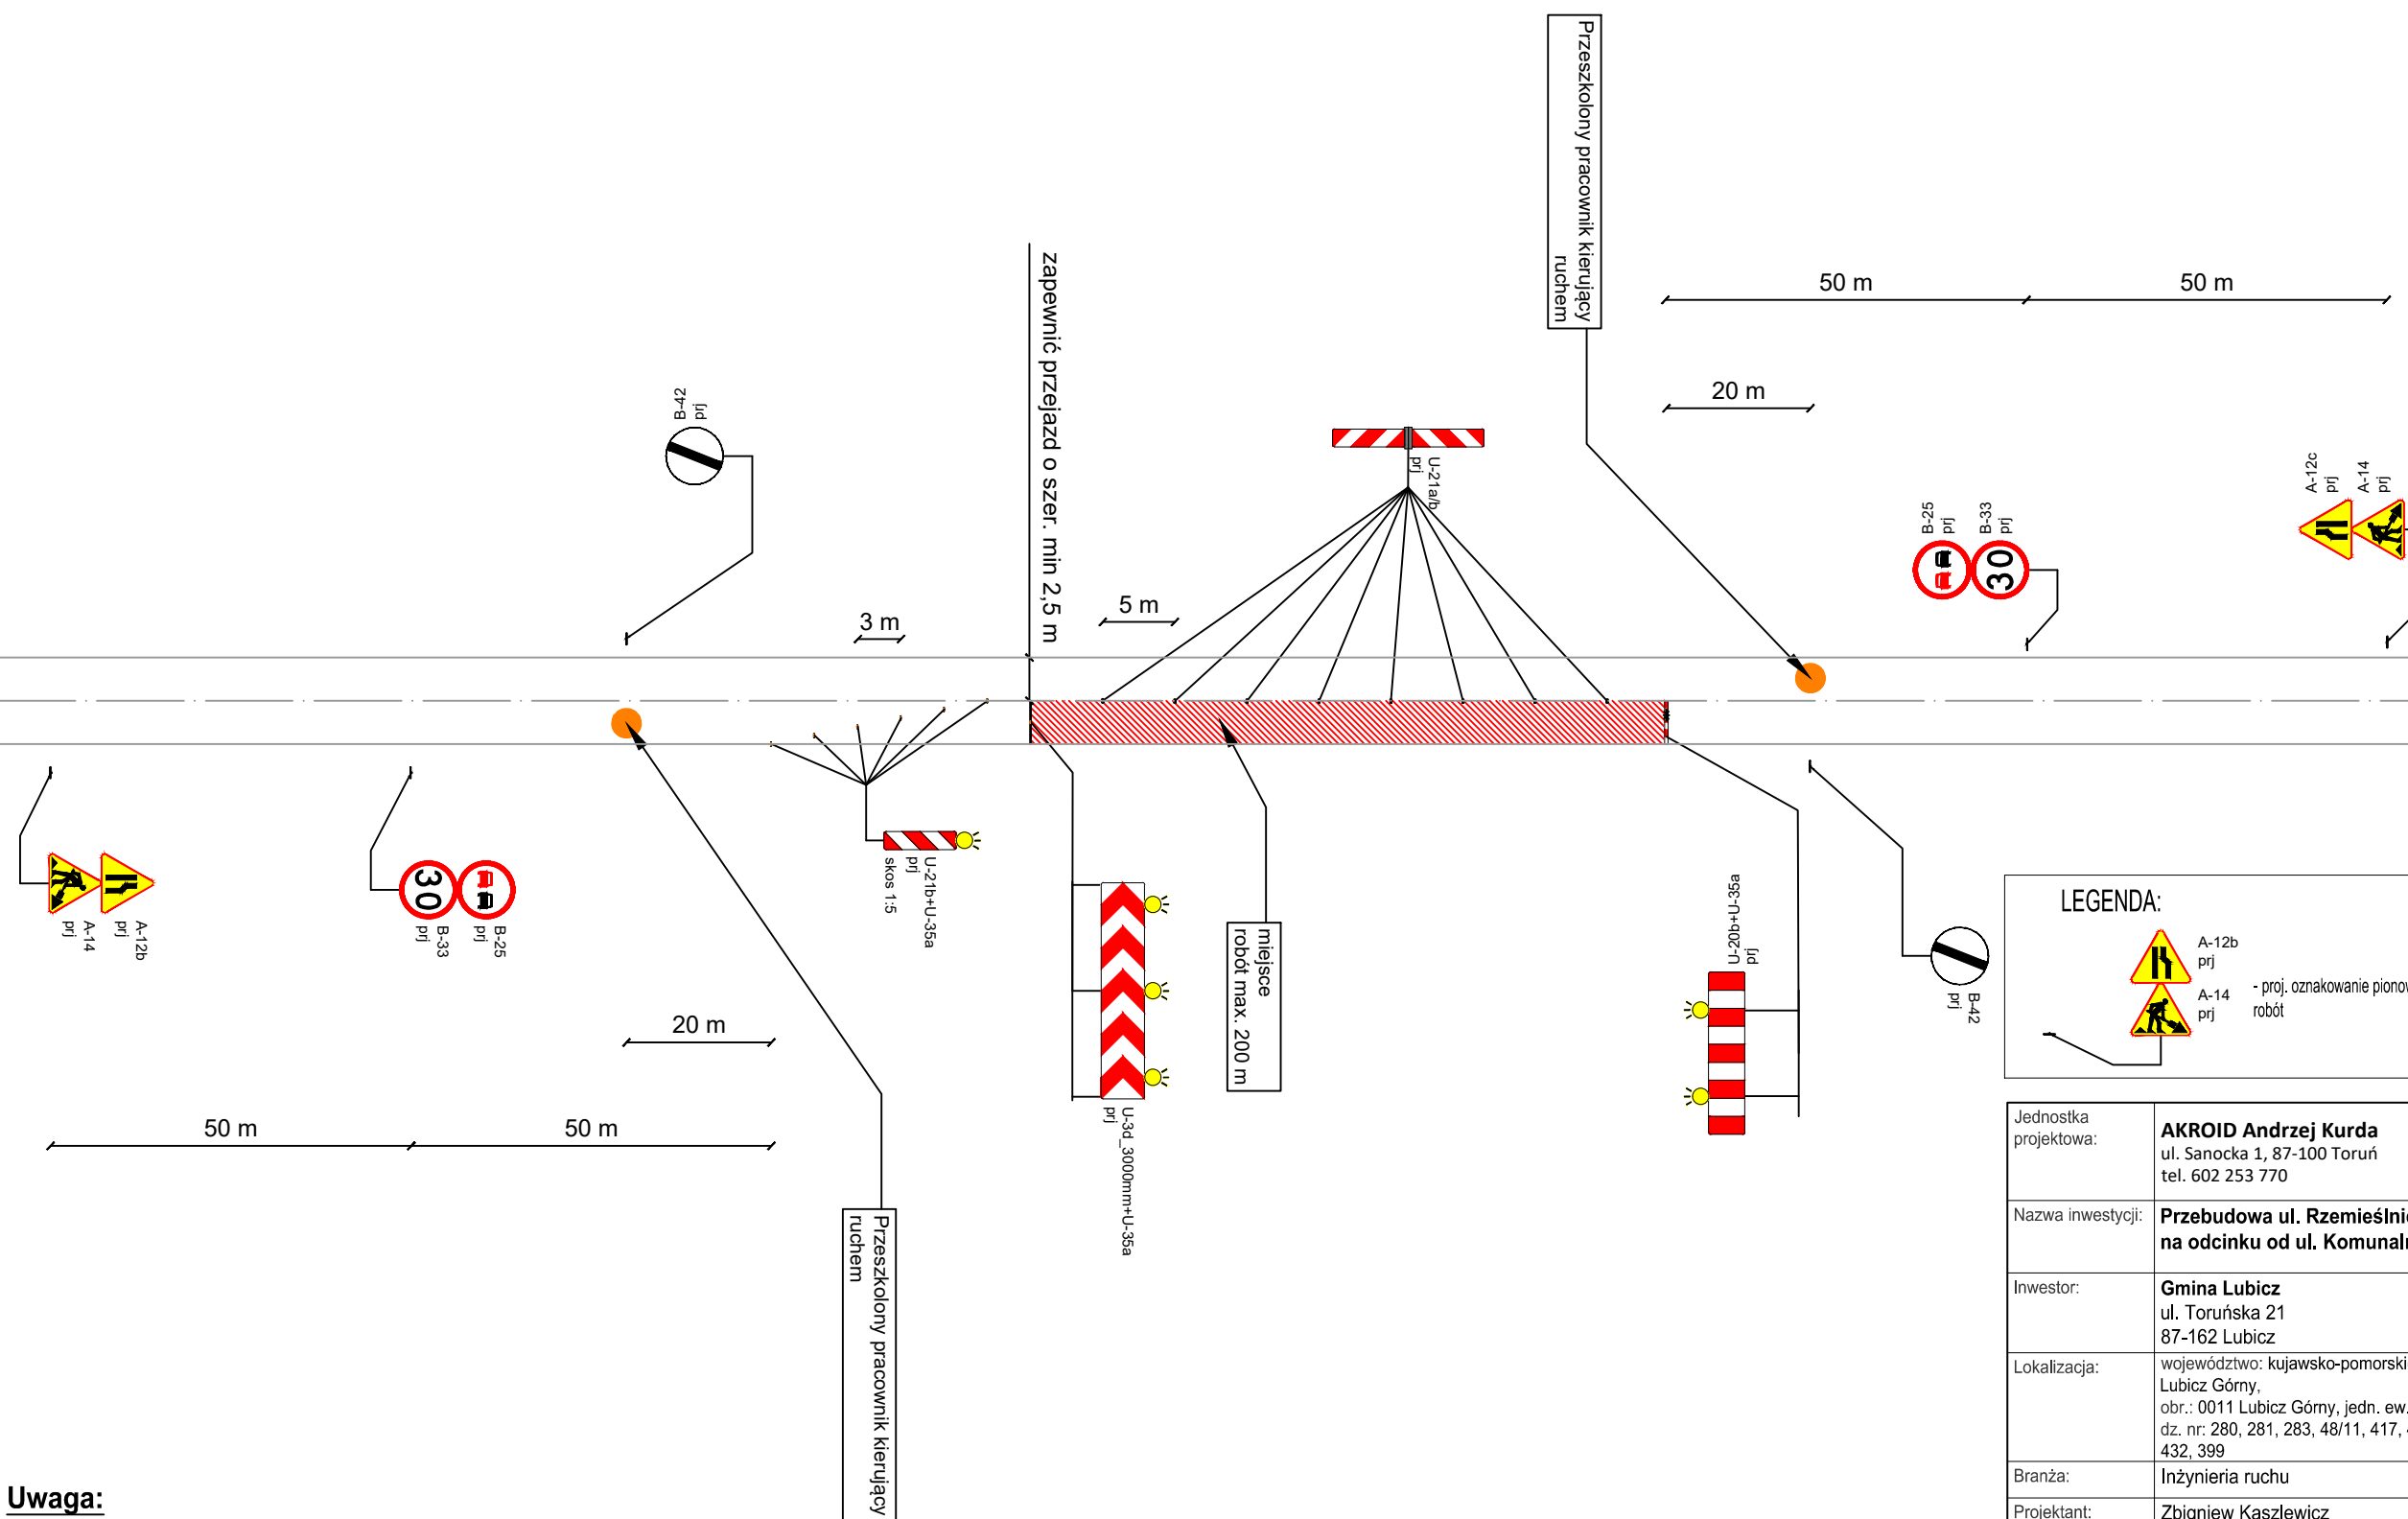 Przeszkolony pracownik kierujący
ruchem
50 m
50 m
20 m
zapewnić przejazd o szer. min 2,5 m
B-42
prj
U-21a/b
prj
A-12c
prj
A-14
prj
B-25
prj
B-33
prj
30
3 m
5 m
A-14
prj
A-12b
prj
30
B-33
prj
B-25
prj
U-21b+U-35a
prj
skos 1:5
U-3d_3000mm+U-35a
prj
miejsce
robót max. 200 m
U-20b+U-35a
prj
B-42
prj
20 m
50 m
50 m
Przeszkolony pracownik kierujący
ruchem
LEGENDA:
A-12b
prj
A-14
prj
- proj. oznakowanie
robót
Jednostka
projektowa:
AKROID Andrzej Kurda
ul. Sanocka 1, 87-100 Toruń
tel. 602 253 770
Nazwa inwestycji:
Przebudowa ul.
na odcinku od ul.
Inwestor:
Gmina Lubicz
ul. Toruńska 21
87-162 Lubicz
Lokalizacja:
województwo: kujawsko-pomorski
Lubicz Górny,
obr.: 0011 Lubicz Górny, jedn. ew.
dz. nr: 280, 281, 283, 48/11, 417,
432, 399
Branża:
Inżynieria ruchu
Projektant:
Zbigniew Kaszlewicz
Uwaga: